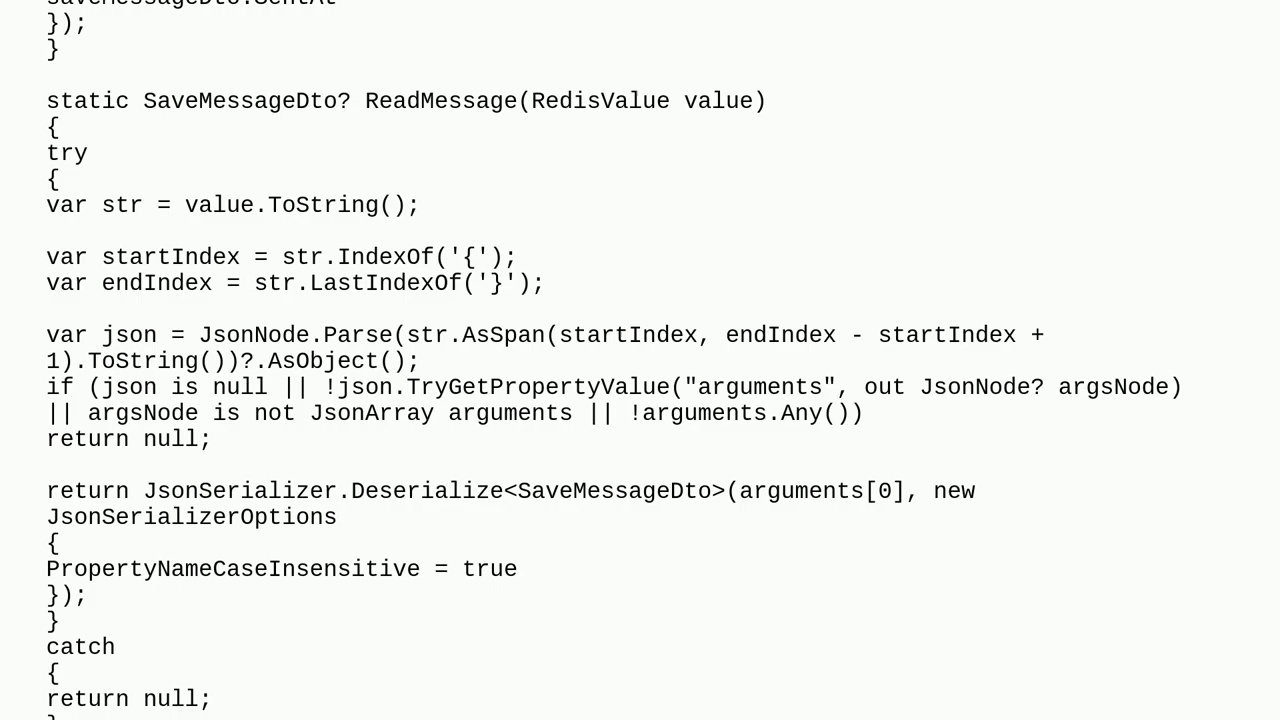 saveMessageDto.SentAt
});
}
static SaveMessageDto? ReadMessage(RedisValue value)
{
try
{
var str = value.ToString();
var startIndex = str.IndexOf('{');
var endIndex = str.LastIndexOf('}');
var json = JsonNode.Parse(str.AsSpan(startIndex, endIndex - startIndex +
1).ToString())?.AsObject();
if (json is null || !json.TryGetPropertyValue("arguments", out JsonNode? argsNode)
|| argsNode is not JsonArray arguments || !arguments.Any())
return null;
return JsonSerializer.Deserialize<SaveMessageDto>(arguments[0], new
JsonSerializerOptions
{
PropertyNameCaseInsensitive = true
});
}
catch
{
return null;
}